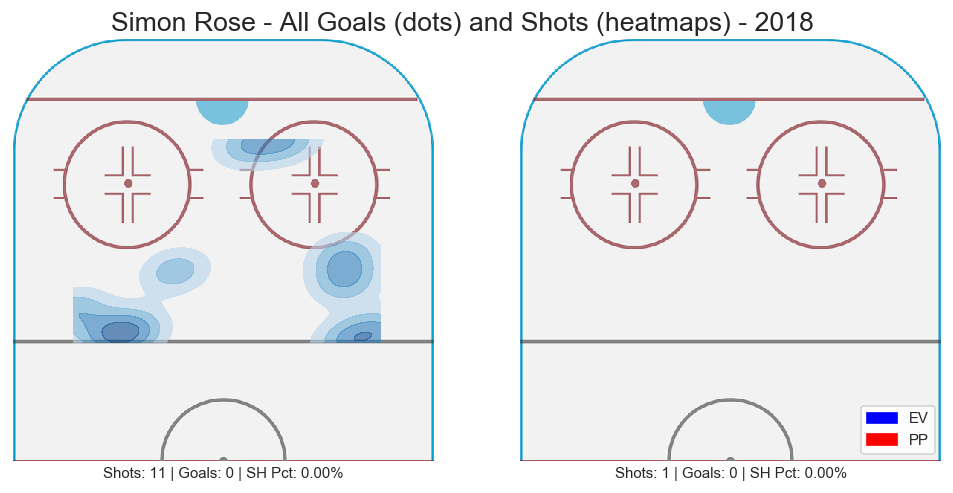 Simon Rose - All Goals (dots) and Shots (heatmaps) - 2018
EV
PP
Shots: 11 | Goals: 0 | SH Pct: 0.00%
Shots: 1 | Goals: 0 | SH Pct: 0.00%